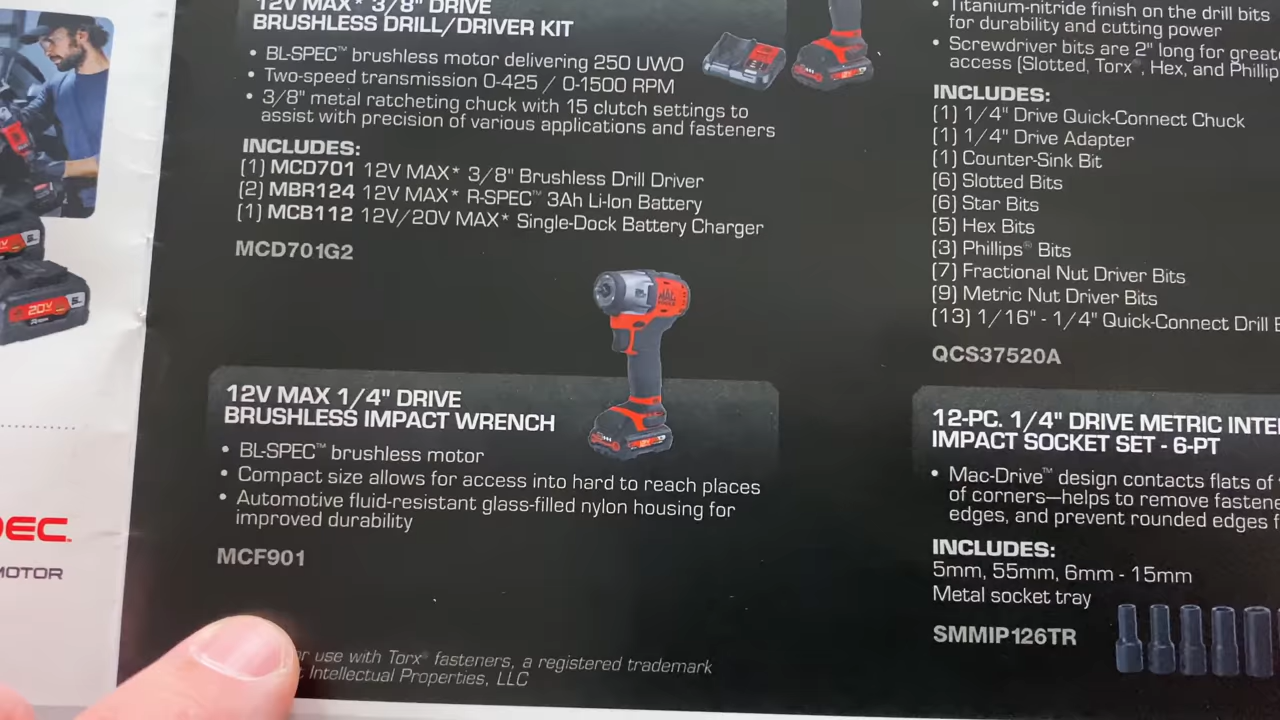 12V MAX* 3/8" DRIVE
BRUSHLESS DRILL/DRIVER KIT
• BL-SPEC™ brushless motor delivering 250 UWO
• Two-speed transmission 0-425 / 0-1500 RPM
• 3/8" metal ratcheting chuck with 15 clutch settings to
assist with precision of various applications and fasteners
INCLUDES:
(1) MCD701 12V MAX* 3/8" Brushless Drill Driver
(2) MBR124 12V MAX* R-SPEC™ 3Ah Li-Ion Battery
(1) MCB112 12V/20V MAX* Single-Dock Battery Charger
MCD701G2
12V MAX 1/4" DRIVE
BRUSHLESS IMPACT WRENCH
• BL-SPEC™ brushless motor
• Compact size allows for access into hard to reach places
• Automotive fluid-resistant glass-filled nylon housing for
improved durability
MCF901
use with Torx® fasteners, a registered trademark
Intellectual Properties, LLC
• Titanium-nitride finish on the drill bits
for durability and cutting power
• Screwdriver bits are 2" long for
access (Slotted, Torx®, Hex, and
INCLUDES:
(1) 1/4" Drive Quick-Connect Chuck
(1) 1/4" Drive Adapter
(1) Counter-Sink Bit
(6) Slotted Bits
(6) Star Bits
(5) Hex Bits
(3) Phillips® Bits
(7) Fractional Nut Driver Bits
(9) Metric Nut Driver Bits
(13) 1/16" - 1/4" Quick-Connect Drill
QCS37520A
12-PC. 1/4" DRIVE METRIC
IMPACT SOCKET SET - 6-PT
• Mac-Drive™ design contacts flats of
of corners—helps to remove
edges, and prevent rounded edges
INCLUDES:
5mm, 55mm, 6mm - 15mm
Metal socket tray
SMMIP126TR
20V
MOTOR
MAC